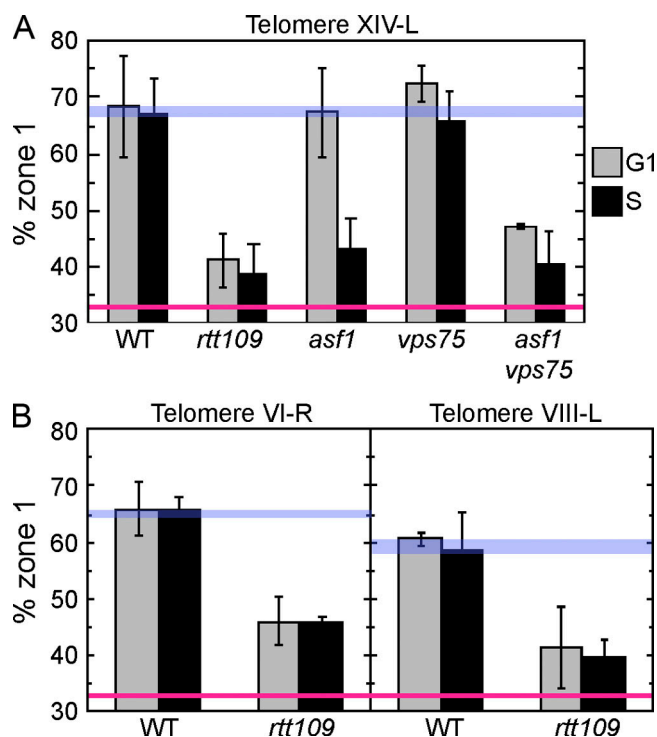 A
Telomere XIV-L
% zone 1
80
70
60
50
40
30
G1
S
WT rtt109 asf1 vps75 asf1
vps75
B
Telomere VI-R Telomere VIII-L
% zone 1
80
70
60
50
40
30
WT rtt109 WT rtt109